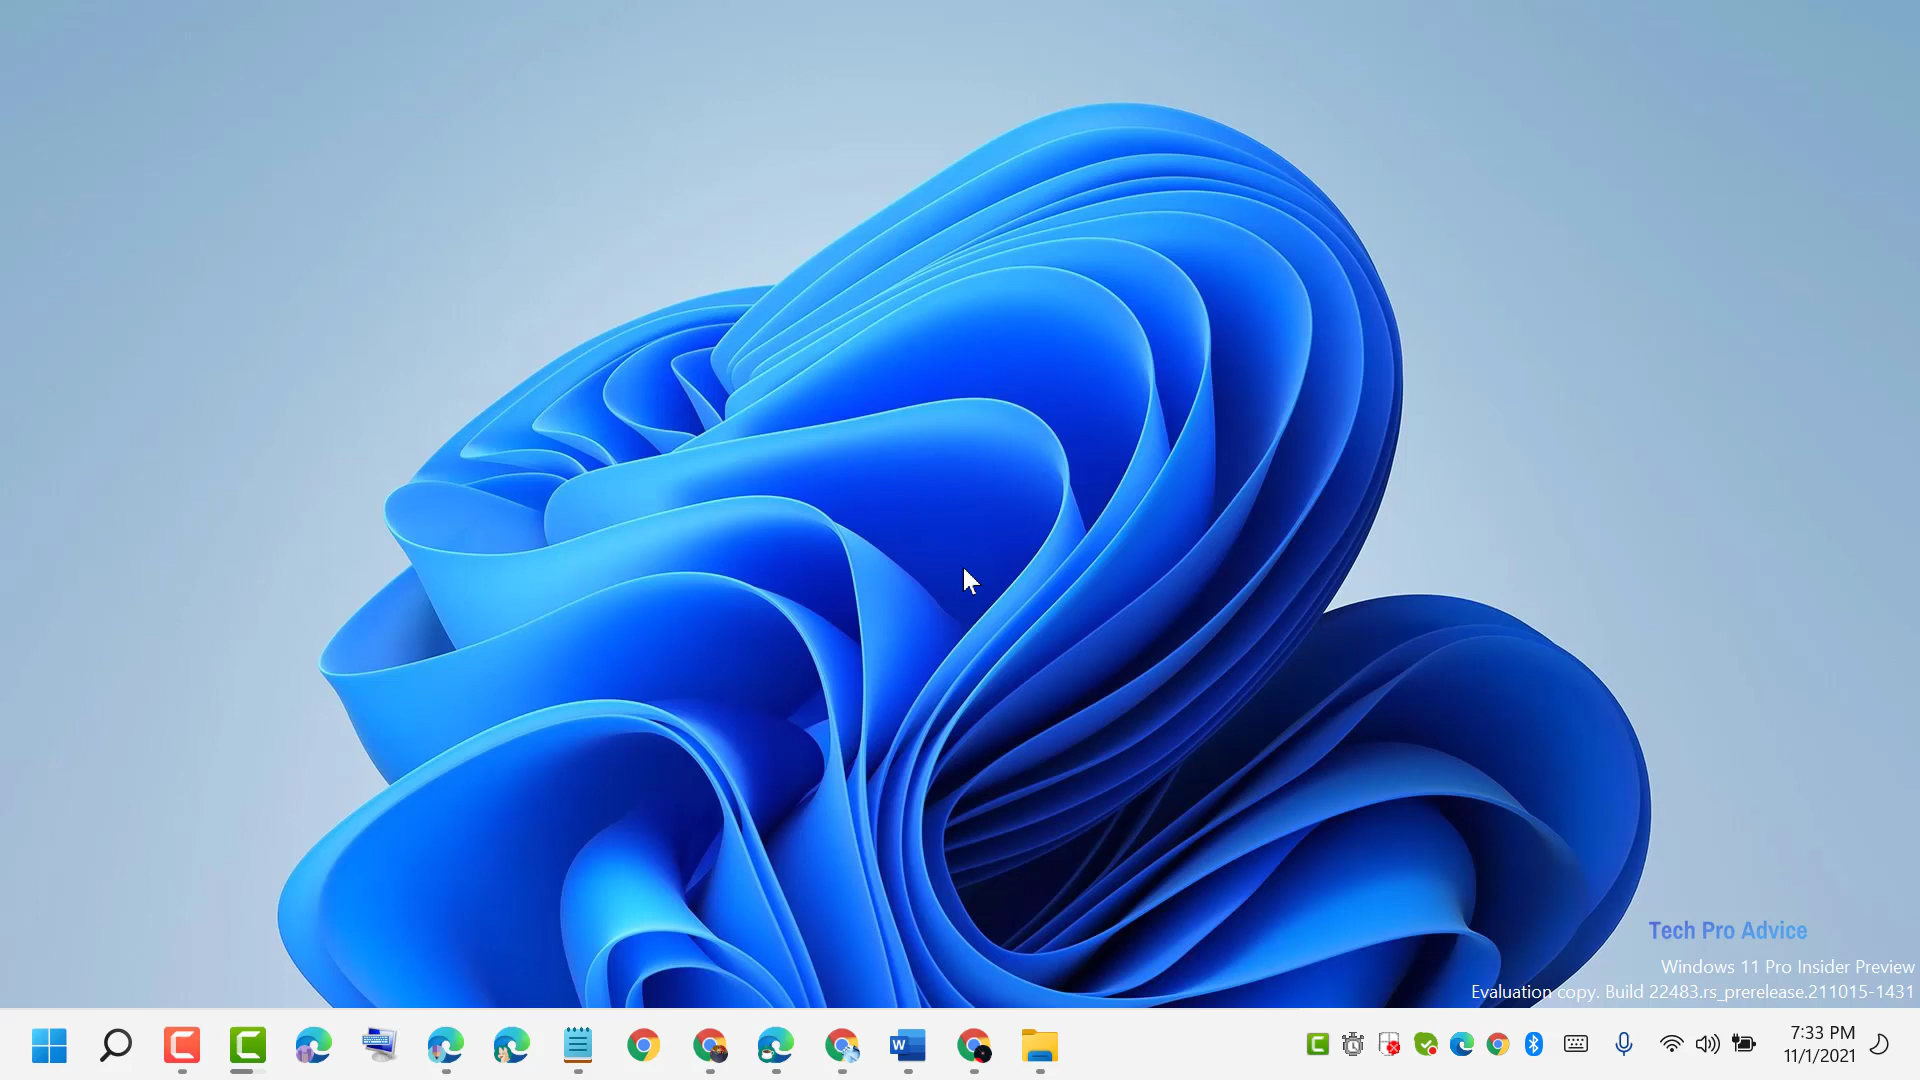 Tech Pro Advice
Windows 11 Pro Insider Preview
Evaluation copy. Build 22483.rs_prerelease.211015-1431
7:33 PM
11/1/2021